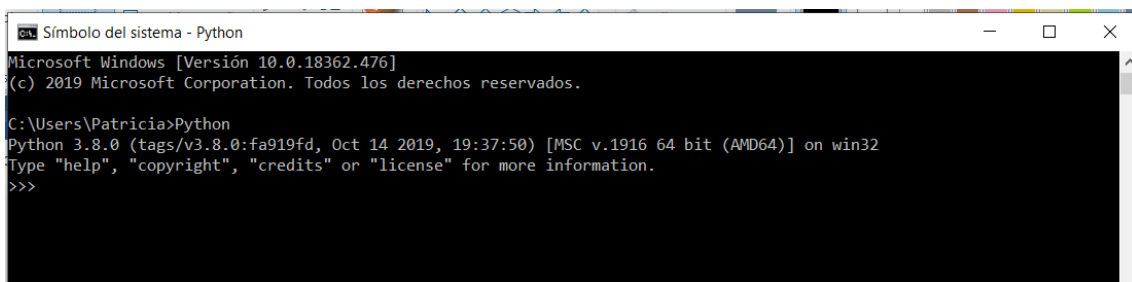 Símbolo del sistema - Python
Microsoft Windows [Versión 10.0.18362.476]
(c) 2019 Microsoft Corporation. Todos los derechos reservados.
C:\Users\Patricia>Python
Python 3.8.0 (tags/v3.8.0:fa919fd, Oct 14 2019, 19:37:50) [MSC v.1916 64 bit (AMD64)] on win32
Type "help", "copyright", "credits" or "license" for more information.
>>>